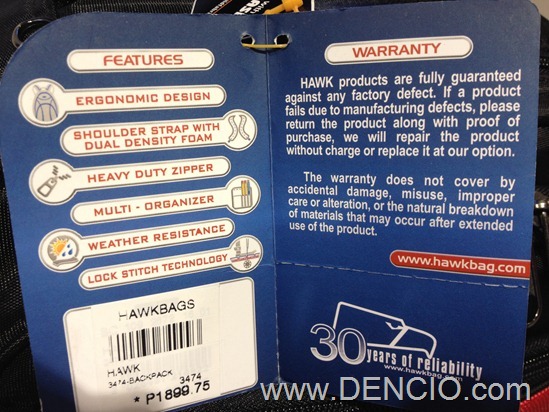 FEATURES
ERGONOMIC DESIGN
SHOULDER STRAP WITH
DUAL DENSITY FOAM
HEAVY DUTY ZIPPER
MULTI - ORGANIZER
WEATHER RESISTANCE
LOCK STITCH TECHNOLOGY
HAWKBAGS
HAWK
3474-BACKPACK 3474
* P1899.75
WARRANTY
HAWK products are fully guaranteed
against any factory defect. If a product
fails due to manufacturing defects, please
return the product along with proof of
purchase, we will repair the product
without charge or replace it at our option.
The warranty does not cover by
accidental damage, misuse, improper
care or alteration, or the natural breakdown
of materials that may occur after extended
use of the product.
www.hawkbag.com
30 years of reliability
www.hawkbag.com
www.DENCIO.com